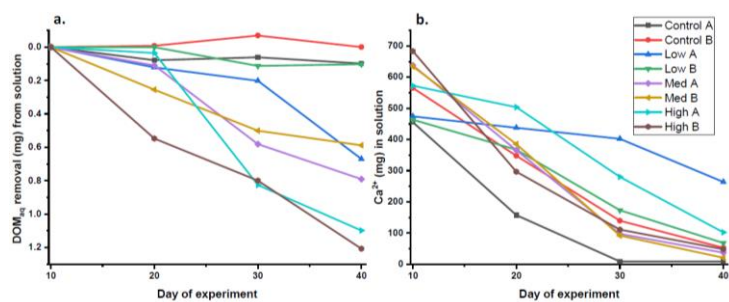 a.
DOMaq removal (mg) from solution
0.0
0.2
0.4
0.6
0.8
1.0
1.2
10 20 30 40
Day of experiment
b.
Ca²⁺ (mg) in solution
700
600
500
400
300
200
100
0
10 20 30 40
Day of experiment
Control A
Control B
Low A
Low B
Med A
Med B
High A
High B